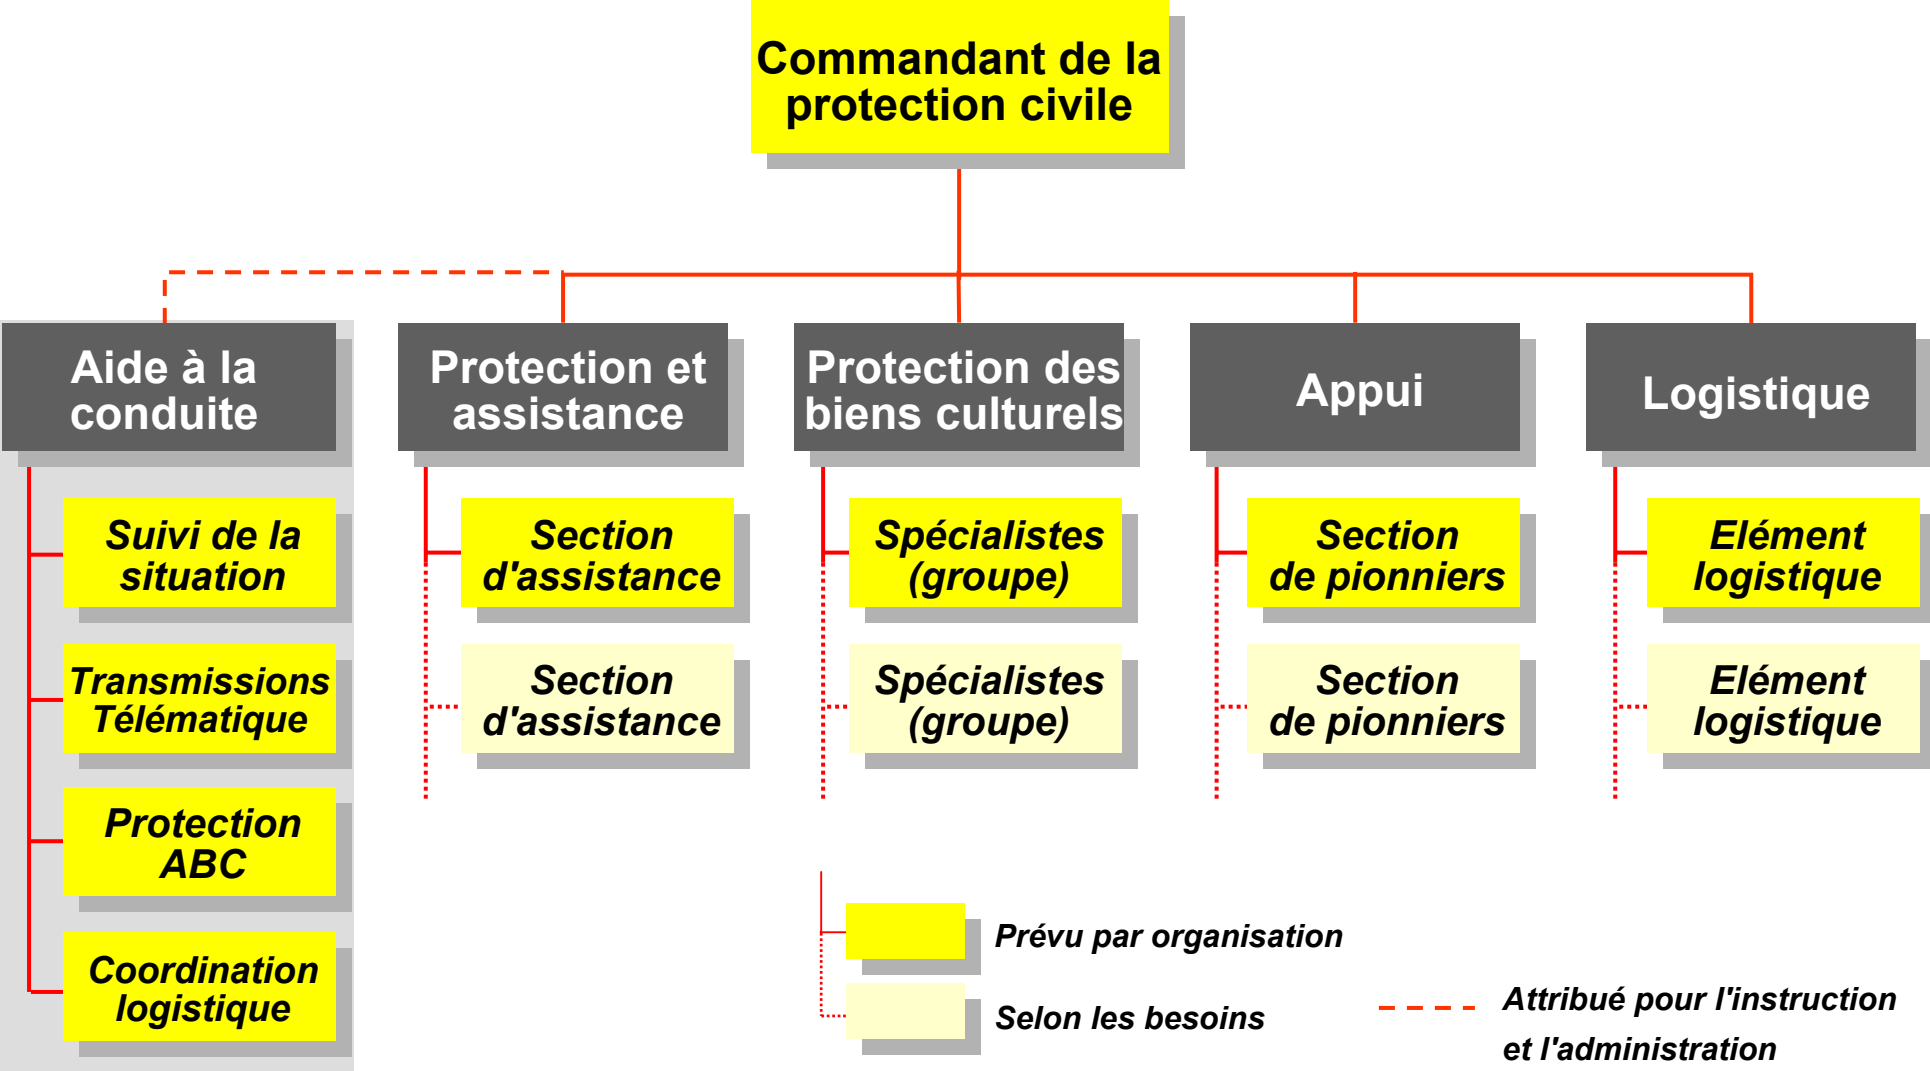 Commandant de la
protection civile
Aide à la
conduite
Protection et
assistance
Protection des
biens culturels
Appui
Logistique
Suivi de la
situation
Transmissions
Télématique
Protection
ABC
Coordination
logistique
Section
d'assistance
Section
d'assistance
Spécialistes
(groupe)
Spécialistes
(groupe)
Section
de pionniers
Section
de pionniers
Elément
logistique
Elément
logistique
Prévu par organisation
Selon les besoins
Attribué pour l'instruction
et l'administration